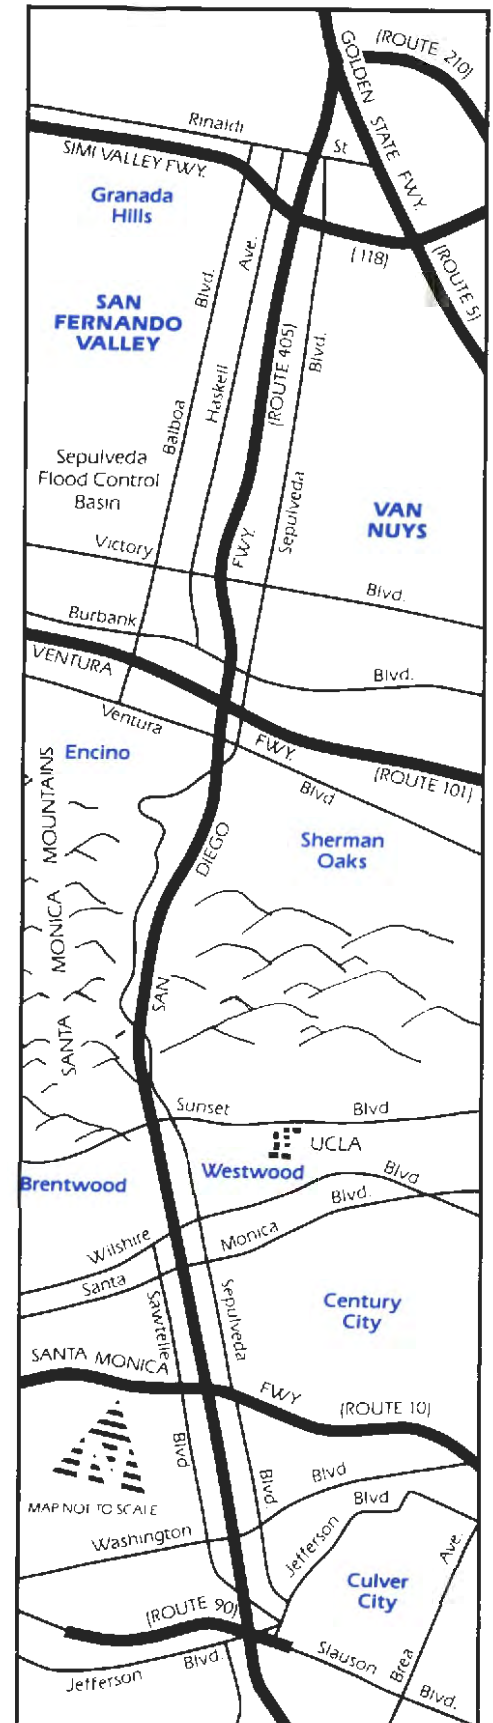 (ROUTE 210)
GOLDEN STATE FWY.
Rinaldi St
SIMI VALLEY FWY.
Granada
Hills
(118)
(ROUTE 5)
SAN
FERNANDO
VALLEY
Balboa Blvd.
Haskell Ave.
(ROUTE 405)
Sepulveda Blvd.
Sepulveda
Flood Control
Basin
VAN
NUYS
Victory Blvd.
FWY.
Burbank Blvd.
VENTURA FWY.
(ROUTE 101)
Ventura Blvd
Encino
Sherman
Oaks
SANTA MONICA MOUNTAINS
SAN DIEGO
Sunset Blvd
UCLA
Brentwood
Westwood
Wilshire Blvd
Santa Monica Blvd.
Century
City
Sawtelle Blvd
Sepulveda Blvd.
SANTA MONICA FWY
(ROUTE 10)
M
MAP NOT TO SCALE
Washington Blvd
Jefferson Blvd
Culver
City
(ROUTE 90)
Jefferson Blvd.
Slauson Blvd.
Brea Ave.